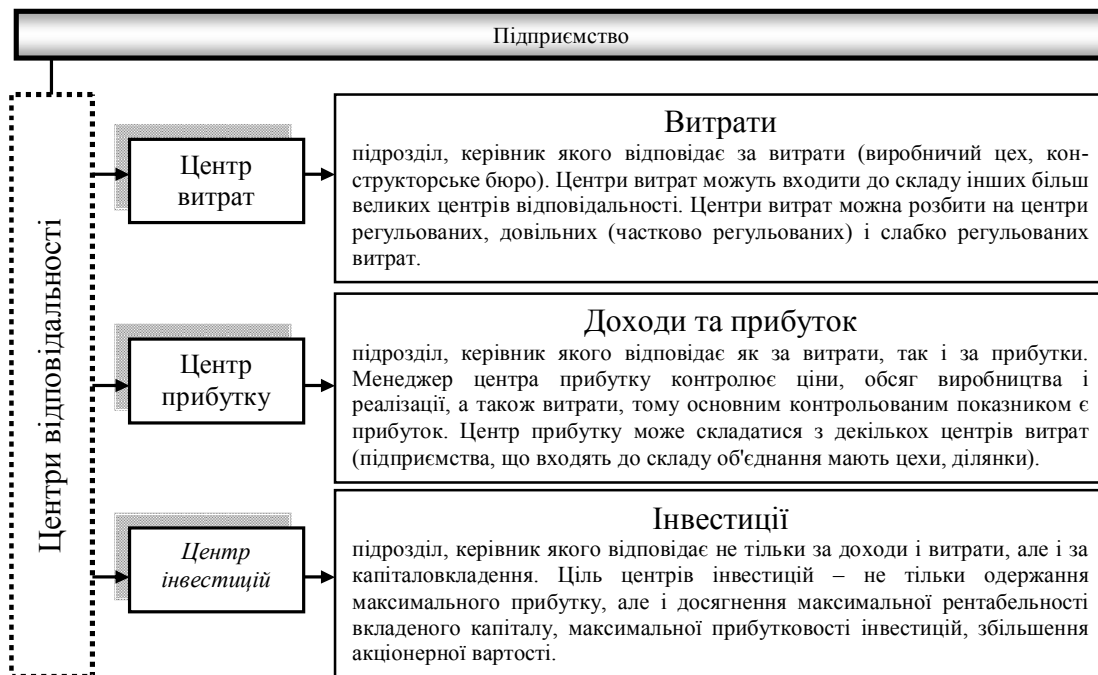 Підприємство
Центри відповідальності
Центр
витрат
Витрати
підрозділ, керівник якого відповідає за витрати (виробничий цех, кон-
структорське бюро). Центри витрат можуть входити до складу інших більш
великих центрів відповідальності. Центри витрат можна розбити на центри
регульованих, довільних (частково регульованих) і слабко регульованих
витрат.
Центр
прибутку
Доходи та прибуток
підрозділ, керівник якого відповідає як за витрати, так і за прибутки.
Менеджер центра прибутку контролює ціни, обсяг виробництва і
реалізації, а також витрати, тому основним контрольованим показником є
прибуток. Центр прибутку може складатися з декількох центрів витрат
(підприємства, що входять до складу об'єднання мають цехи, ділянки).
Центр
інвестицій
Інвестиції
підрозділ, керівник якого відповідає не тільки за доходи і витрати, але і за
капіталовкладення. Ціль центрів інвестицій – не тільки одержання
максимального прибутку, але і досягнення максимальної рентабельності
вкладеного капіталу, максимальної прибутковості інвестицій, збільшення
акціонерної вартості.